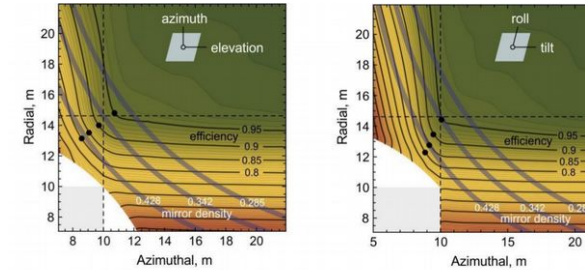 22
20
18
16
14
12
10
8
Radial, m
azimuth
elevation
efficiency
0.95
0.9
0.85
0.8
0.428 0.342 0.285
mirror density
8 10 12 14 16 18 20
Azimuthal, m
22
20
18
16
14
12
10
8
Radial, m
roll
tilt
efficiency
0.95
0.9
0.85
0.8
0.428 0.342 0.285
mirror density
5 10 15 20
Azimuthal, m